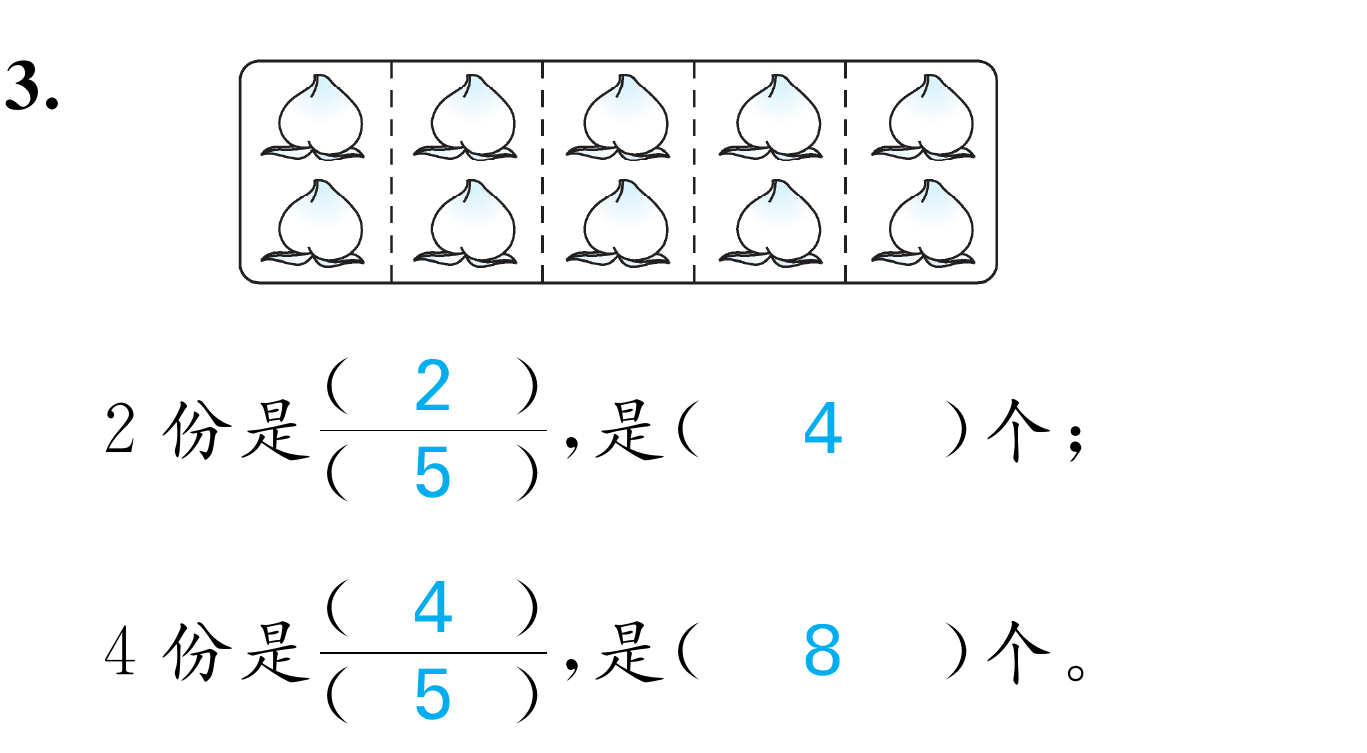 3.
2 份是( 2 )/( 5 ),是( 4 )个;
4 份是( 4 )/( 5 ),是( 8 )个。